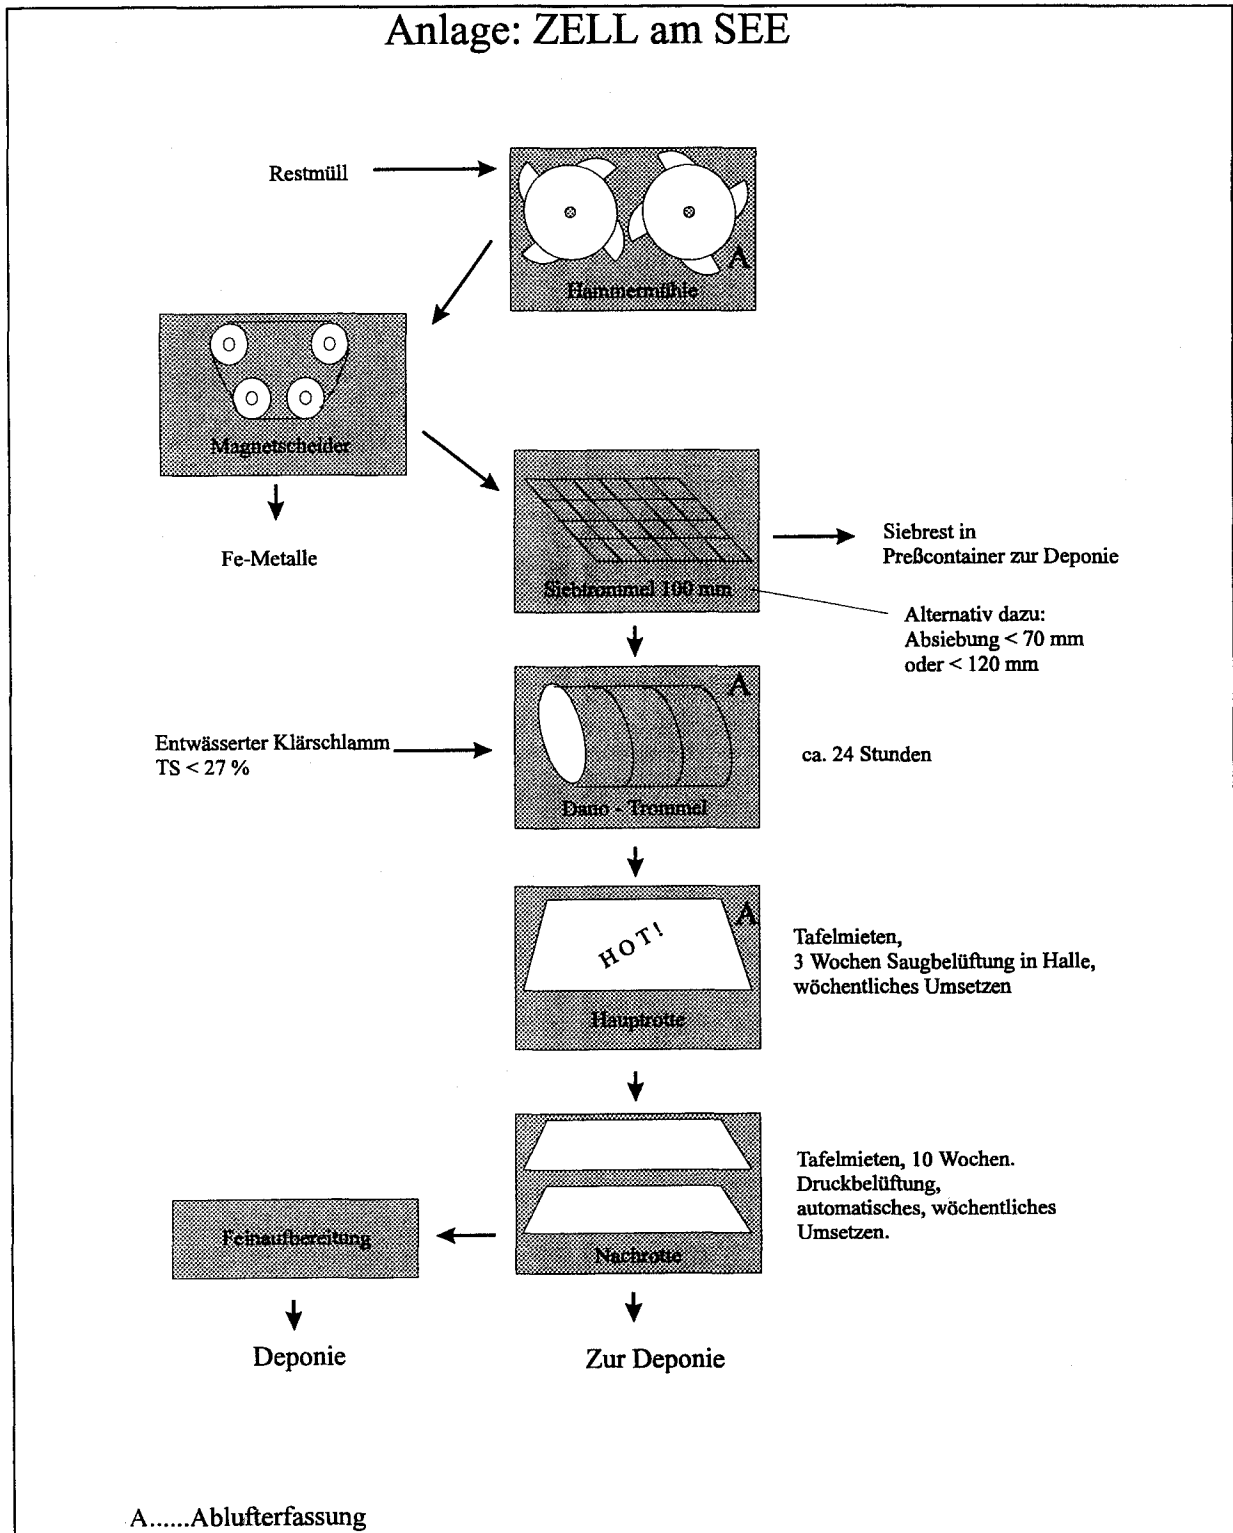 Anlage: ZELL am SEE
Restmüll
A
Hammermühle
Magnetscheider
Fe-Metalle
Siebtrommel 100 mm
Siebrest in
Preßcontainer zur Deponie
Alternativ dazu:
Absiebung < 70 mm
oder < 120 mm
A
Entwässerter Klärschlamm
TS < 27 %
ca. 24 Stunden
Dano - Trommel
A
HOT!
Tafelmieten,
3 Wochen Saugbelüftung in Halle,
wöchentliches Umsetzen
Hauptrotte
Tafelmieten, 10 Wochen.
Druckbelüftung,
automatisches, wöchentliches
Umsetzen.
Feinaufbereitung
Nachrotte
Deponie
Zur Deponie
A......Ablufterfassung